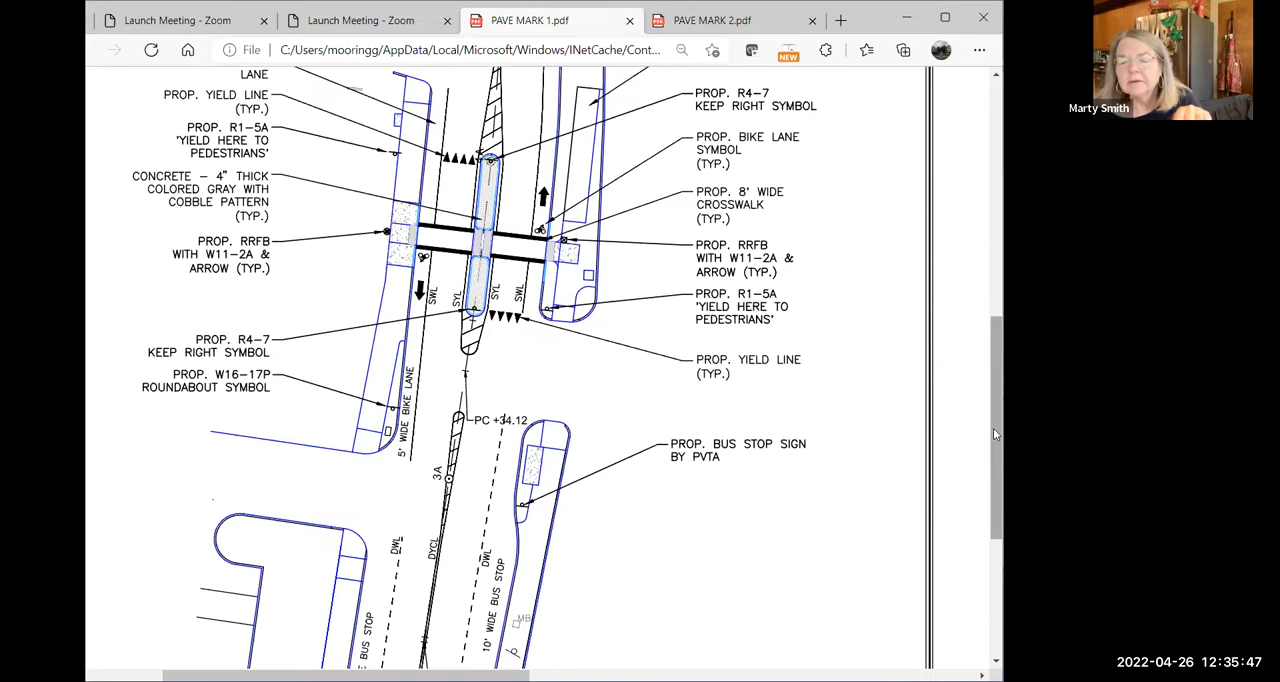 Launch Meeting - Zoom
Launch Meeting - Zoom
PAVE MARK 1.pdf
PAVE MARK 2.pdf
File
C:/Users/mooringg/AppData/Local/Microsoft/Windows/INetCache/Cont...
NEW
Marty Smith
LANE
PROP. YIELD LINE
(TYP.)
PROP. R1-5A
'YIELD HERE TO
PEDESTRIANS'
CONCRETE - 4" THICK
COLORED GRAY WITH
COBBLE PATTERN
(TYP.)
PROP. RRFB
WITH W11-2A &
ARROW (TYP.)
PROP. R4-7
KEEP RIGHT SYMBOL
PROP. W16-17P
ROUNDABOUT SYMBOL
PROP. R4-7
KEEP RIGHT SYMBOL
PROP. BIKE LANE
SYMBOL
(TYP.)
PROP. 8' WIDE
CROSSWALK
(TYP.)
PROP. RRFB
WITH W11-2A &
ARROW (TYP.)
PROP. R1-5A
'YIELD HERE TO
PEDESTRIANS'
PROP. YIELD LINE
(TYP.)
PROP. BUS STOP SIGN
BY PVTA
SWL
SYL
SYL
SWL
5' WIDE BIKE LANE
PC +34.12
3A
DWL
DYCL
DWL
10' WIDE BUS STOP
E BUS STOP
MB
2022-04-26 12:35:47